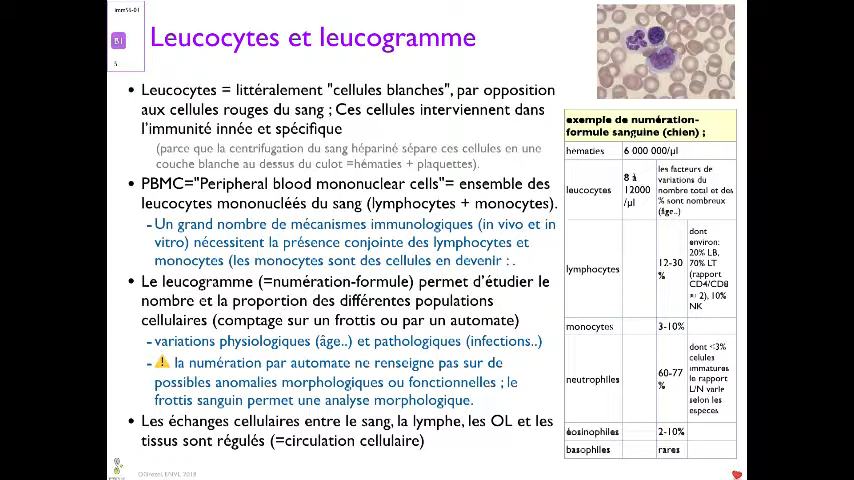 imm56-01
B1
5
Leucocytes et leucogramme
• Leucocytes = littéralement "cellules blanches", par opposition
aux cellules rouges du sang ; Ces cellules interviennent dans
l'immunité innée et spécifique
(parce que la centrifugation du sang hépariné sépare ces cellules en une
couche blanche au dessus du culot =hématies + plaquettes).
• PBMC="Peripheral blood mononuclear cells"= ensemble des
leucocytes mononucléés du sang (lymphocytes + monocytes).
- Un grand nombre de mécanismes immunologiques (in vivo et in
vitro) nécessitent la présence conjointe des lymphocytes et
monocytes (les monocytes sont des cellules en devenir : .
• Le leucogramme (=numération-formule) permet d'étudier le
nombre et la proportion des différentes populations
cellulaires (comptage sur un frottis ou par un automate)
- variations physiologiques (âge..) et pathologiques (infections..)
- ⚠ la numération par automate ne renseigne pas sur de
possibles anomalies morphologiques ou fonctionnelles ; le
frottis sanguin permet une analyse morphologique.
• Les échanges cellulaires entre le sang, la lymphe, les OL et les
tissus sont régulés (=circulation cellulaire)
exemple de numération-
formule sanguine (chien) ;
hematies 6 000 000/µl
leucocytes
8 à
12000
/µl
les facteurs de
variations du
nombre total et des
% sont nombreux
(âge..)
lymphocytes
12-30
%
dont
environ:
20% LB,
70% LT
(rapport
CD4/CD8
= 2), 10%
NK
monocytes 3-10%
neutrophiles
60-77
%
dont <3%
celules
immatures
le rapport
L/N varie
selon les
especes
éosinophiles 2-10%
basophiles rares
ENVL 2018